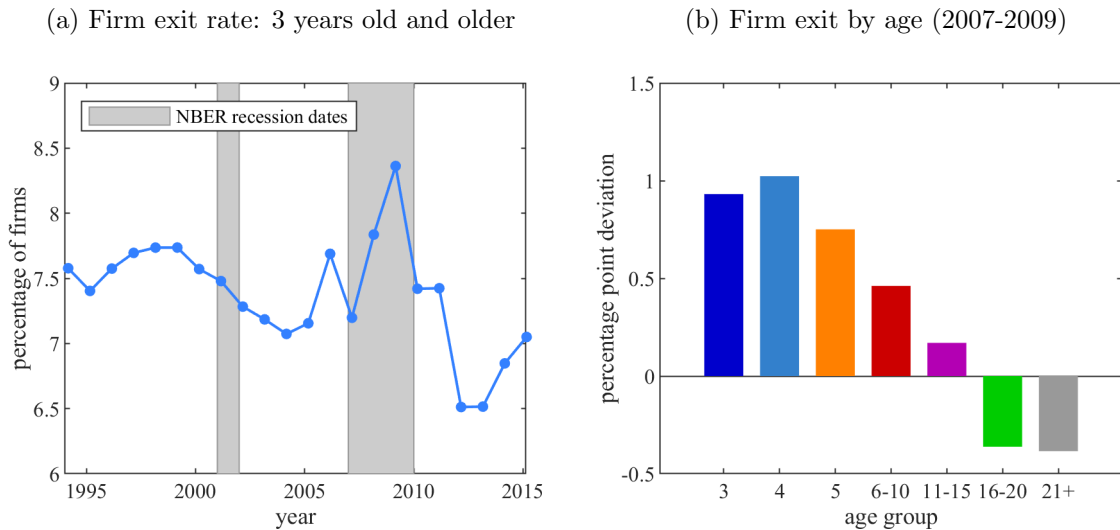 (a) Firm exit rate: 3 years old and older
9
8.5
8
7.5
7
6.5
6
percentage of firms
NBER recession dates
1995 2000 2005 2010 2015
year
(b) Firm exit by age (2007-2009)
1.5
1
0.5
0
-0.5
percentage point deviation
3 4 5 6-10 11-15 16-20 21+
age group